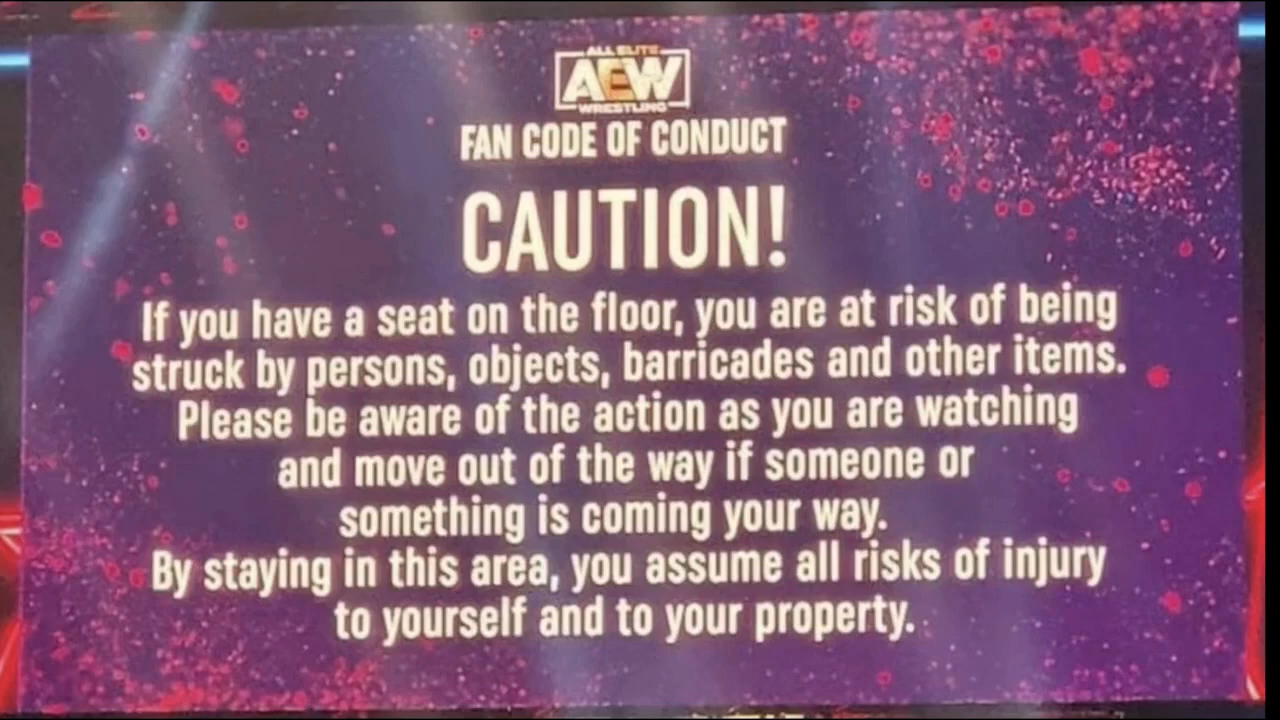 ALL ELITE
AEW
WRESTLING
FAN CODE OF CONDUCT
CAUTION!
If you have a seat on the floor, you are at risk of being
struck by persons, objects, barricades and other items.
Please be aware of the action as you are watching
and move out of the way if someone or
something is coming your way.
By staying in this area, you assume all risks of injury
to yourself and to your property.